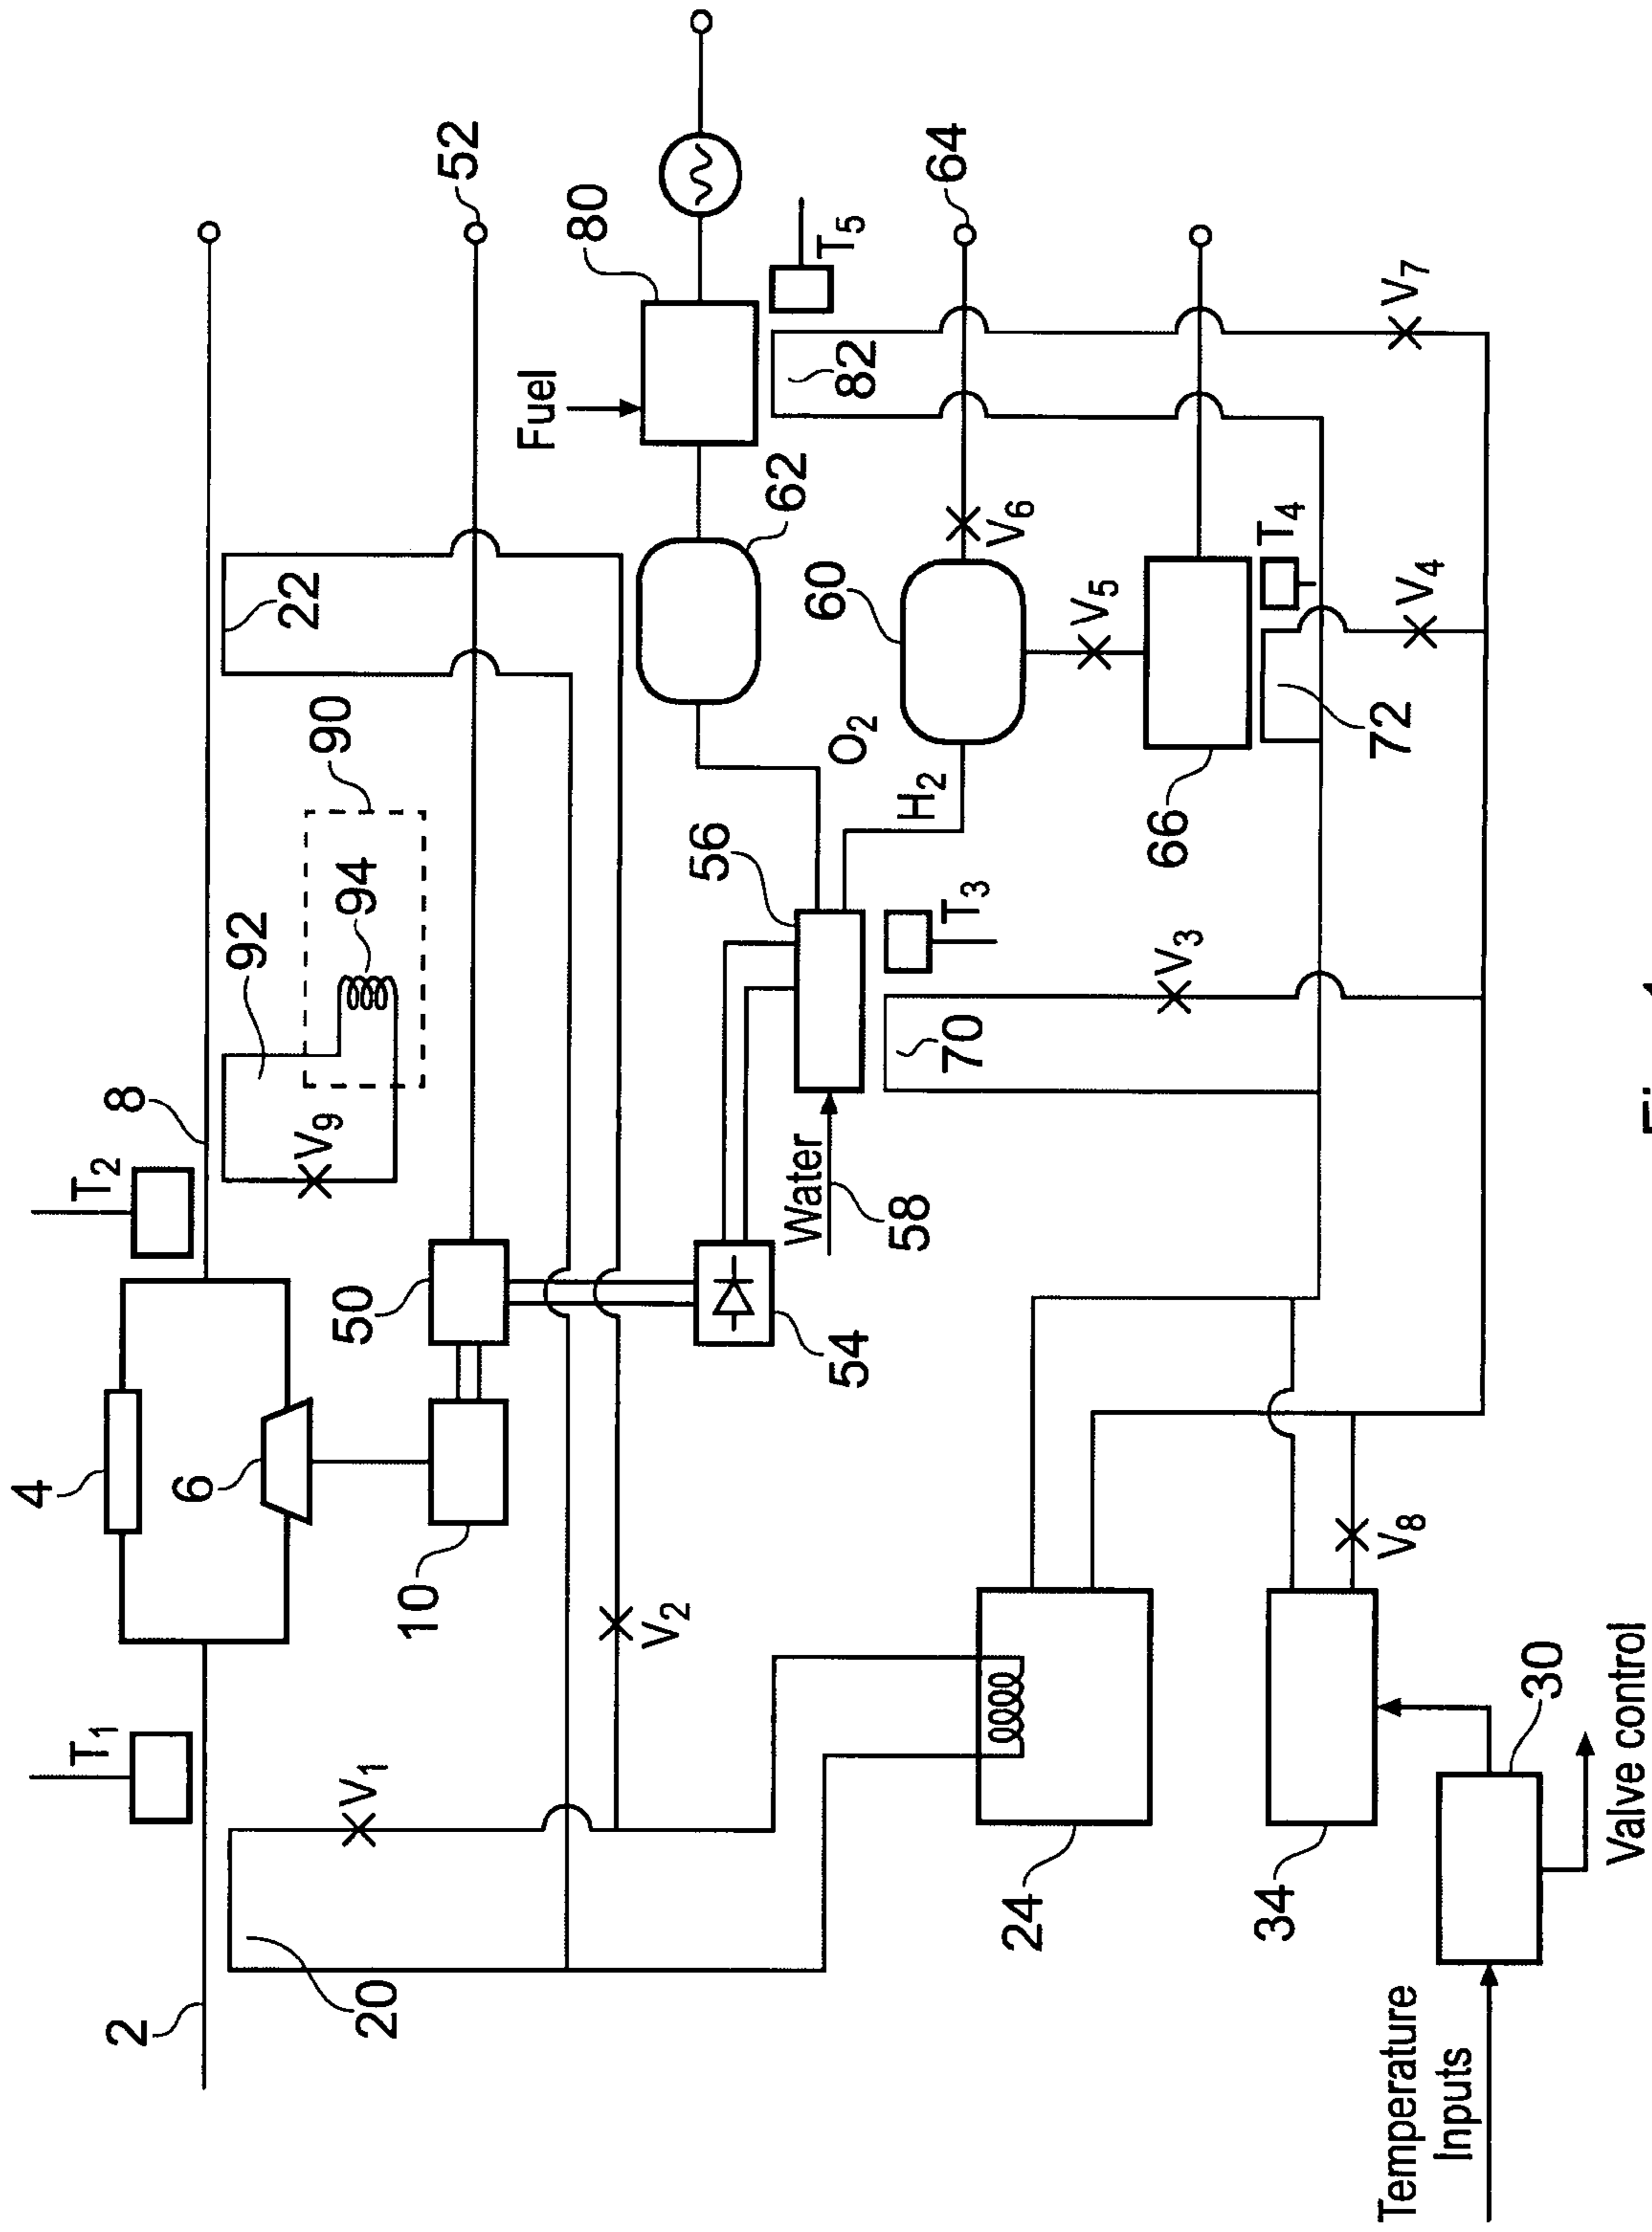 4
T1
T2
2
8
6
92
22
V9
90
50
94
V1
20
10
52
Fuel
80
V2
56
62
Water
60
T5
54
O2
82
58
H2
64
70
T3
V6
24
V5
66
V3
34
T4
72
V8
V4
V7
Temperature
Inputs
30
Valve control